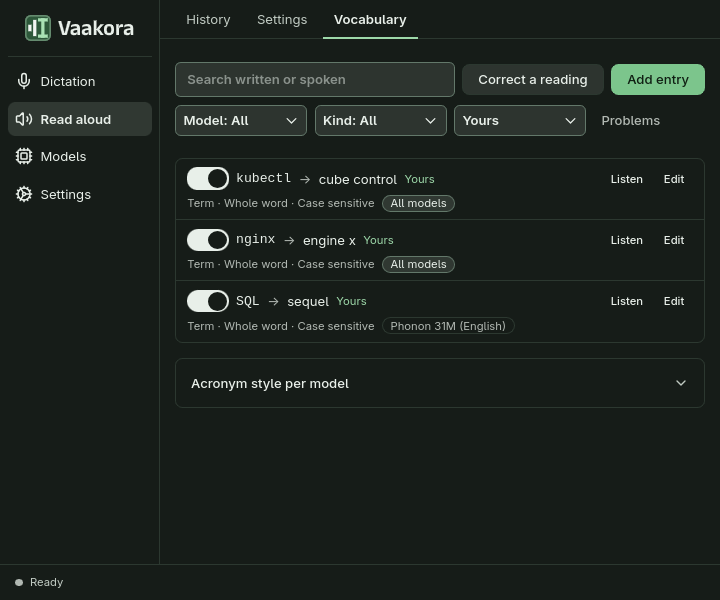 Vaakora
Dictation
Read aloud
Models
Settings
History Settings Vocabulary
Search written or spoken Correct a reading Add entry
Model: All Kind: All Yours Problems
kubectl → cube control Yours Listen Edit
Term · Whole word · Case sensitive All models
nginx → engine x Yours Listen Edit
Term · Whole word · Case sensitive All models
SQL → sequel Yours Listen Edit
Term · Whole word · Case sensitive Phonon 31M (English)
Acronym style per model
Ready